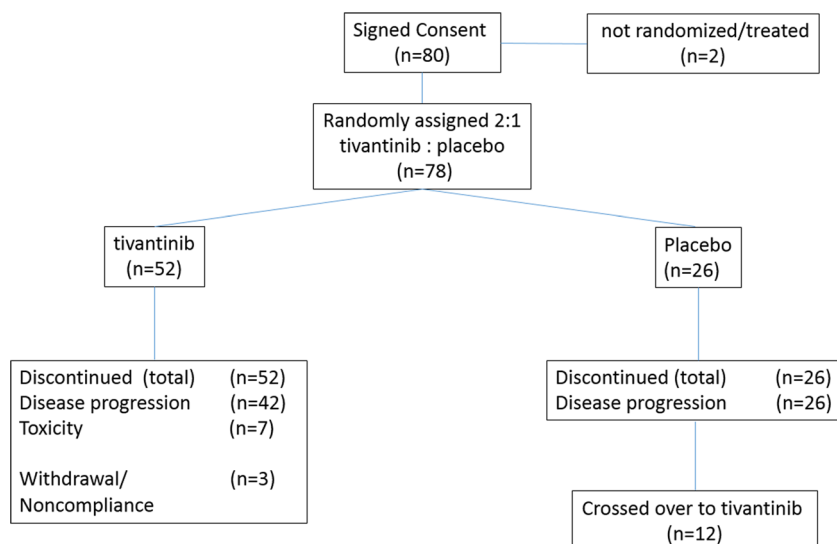 Signed Consent
(n=80)
not randomized/treated
(n=2)
Randomly assigned 2:1
tivantinib : placebo
(n=78)
tivantinib
(n=52)
Placebo
(n=26)
Discontinued (total) (n=52)
Disease progression (n=42)
Toxicity (n=7)
Withdrawal/ (n=3)
Noncompliance
Discontinued (total) (n=26)
Disease progression (n=26)
Crossed over to tivantinib
(n=12)